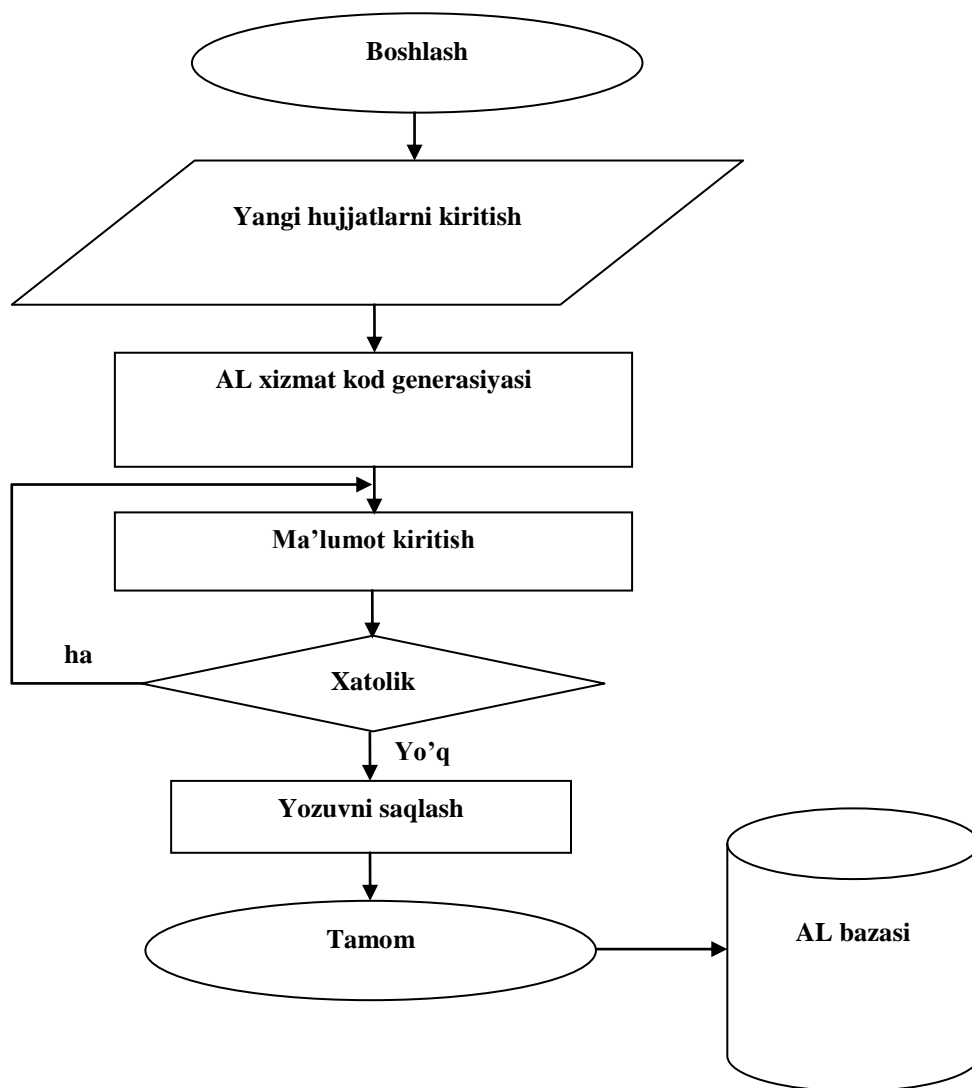 Boshlash
Yangi hujjatlarni kiritish
AL xizmat kod generasiyasi
Ma’lumot kiritish
ha
Xatolik
Yo’q
Yozuvni saqlash
Tamom
AL bazasi